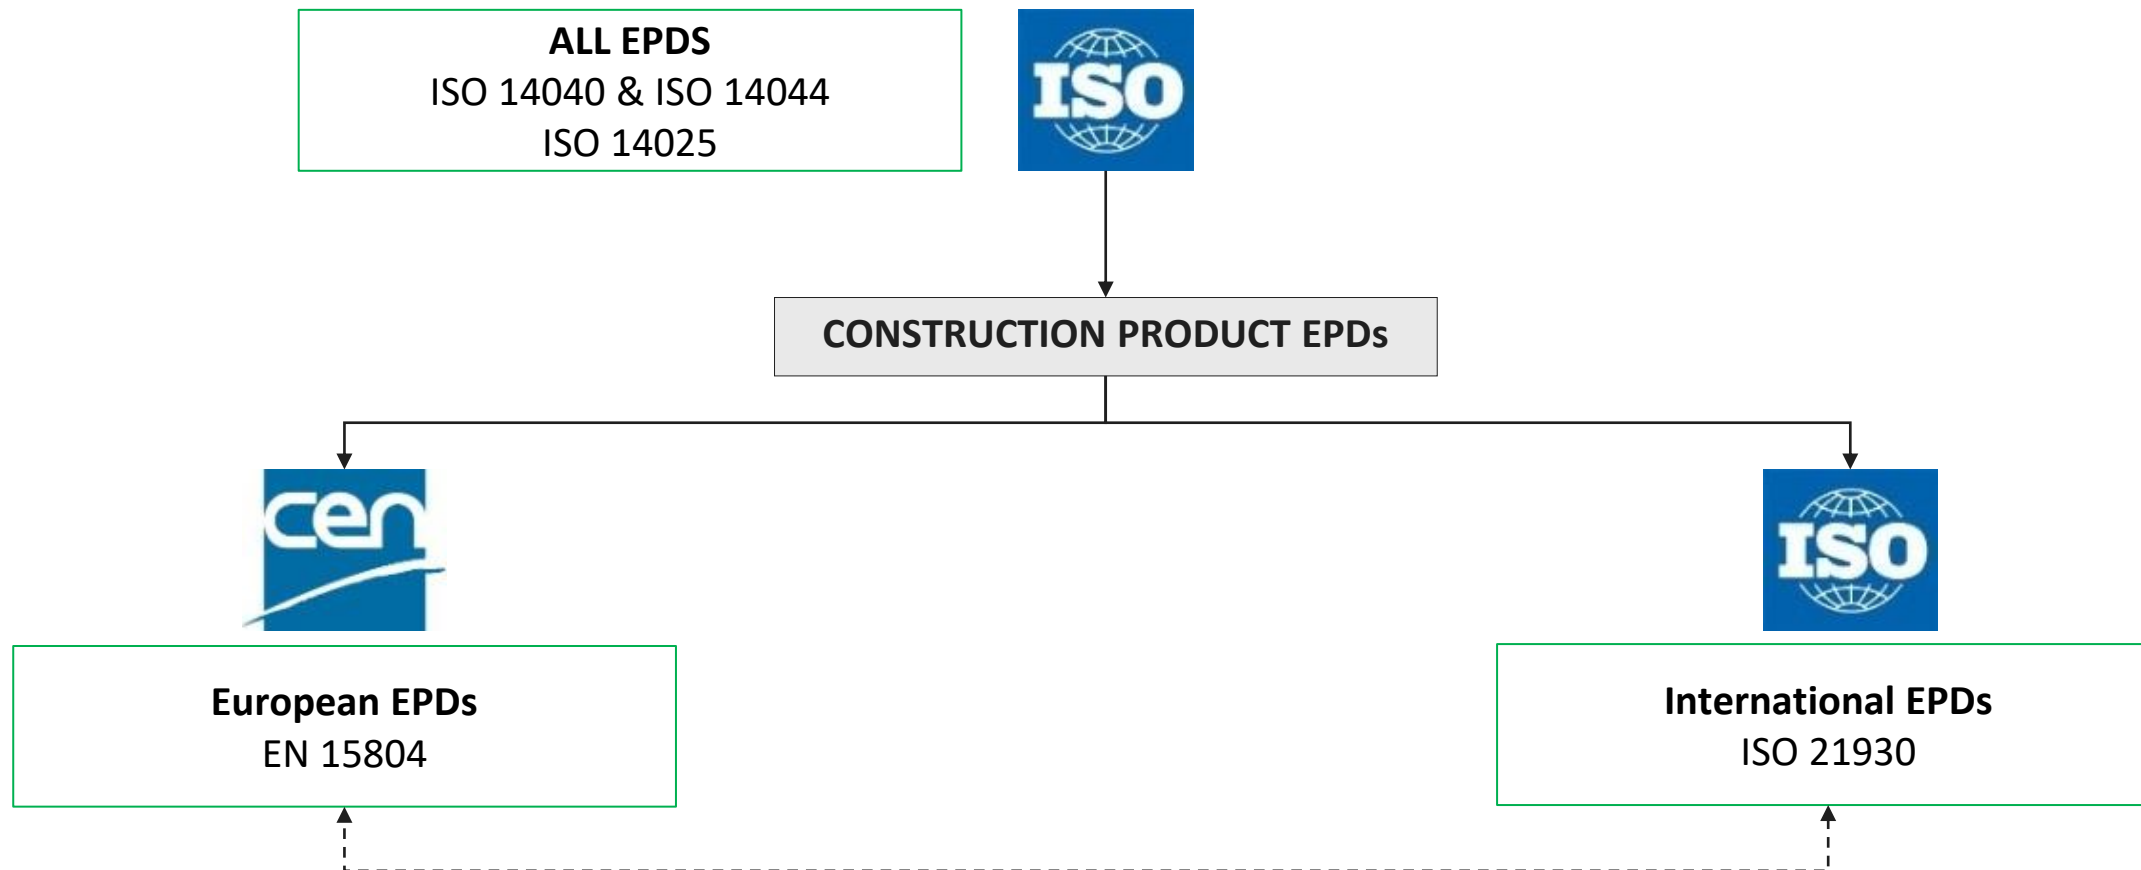 ALL EPDS
ISO 14040 & ISO 14044
ISO 14025
ISO
CONSTRUCTION PRODUCT EPDs
cen
ISO
European EPDs
EN 15804
International EPDs
ISO 21930